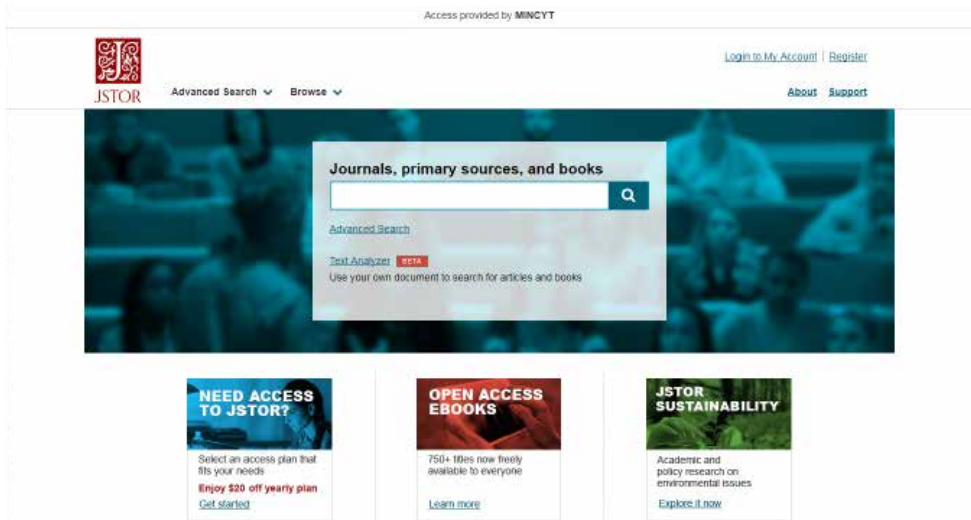 Access provided by MINCYT
Login to My Account | Register
JSTOR
Advanced Search Browse
About Support
Journals, primary sources, and books
Advanced Search
Text Analyzer BETA
Use your own document to search for articles and books
NEED ACCESS
TO JSTOR?
Select an access plan that
fits your needs
Enjoy $20 off yearly plan
Get started
OPEN ACCESS
EBOOKS
750+ titles now freely
available to everyone
Learn more
JSTOR
SUSTAINABILITY
Academic and
policy research on
environmental issues
Explore it now